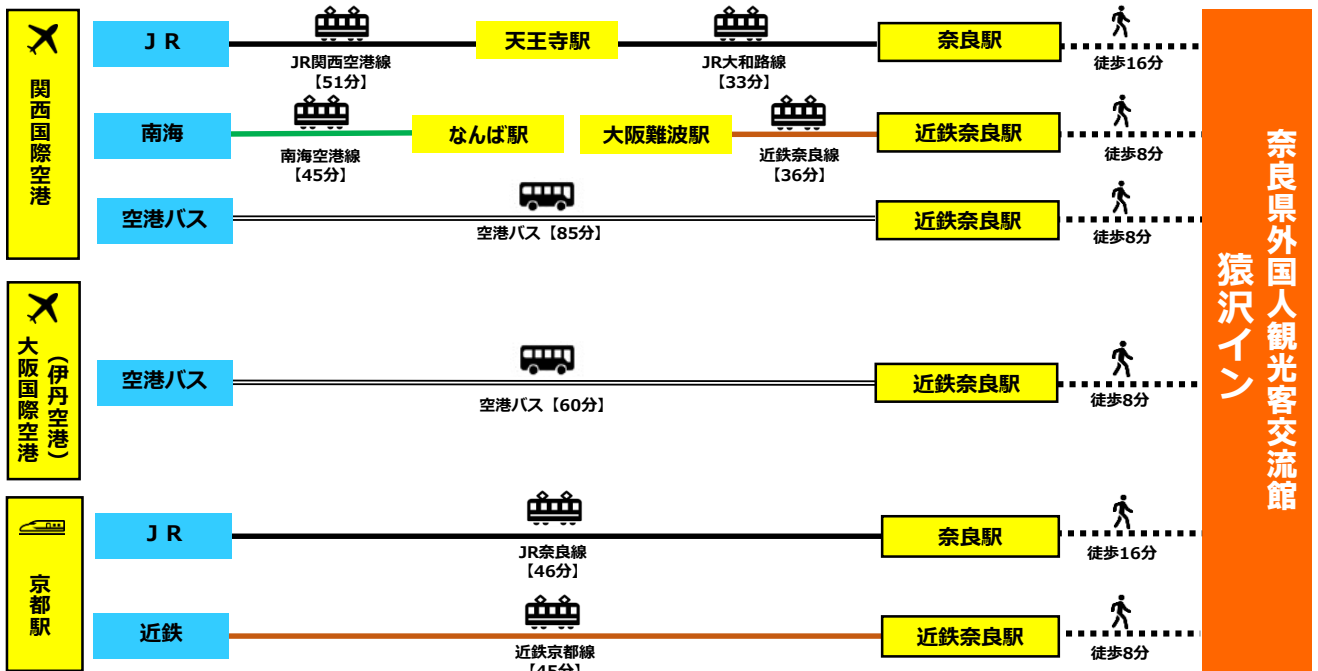 関西国際空港
ＪＲ
JR関西空港線
【51分】
天王寺駅
JR大和路線
【33分】
奈良駅
徒歩16分
南海
南海空港線
【45分】
なんば駅
大阪難波駅
近鉄奈良線
【36分】
近鉄奈良駅
徒歩8分
空港バス
空港バス【85分】
近鉄奈良駅
徒歩8分
大阪国際空港
（伊丹空港）
空港バス
空港バス【60分】
近鉄奈良駅
徒歩8分
京都駅
ＪＲ
JR奈良線
【46分】
奈良駅
徒歩16分
近鉄
近鉄京都線
【45分】
近鉄奈良駅
徒歩8分
奈良県外国人観光客交流館
猿沢イン